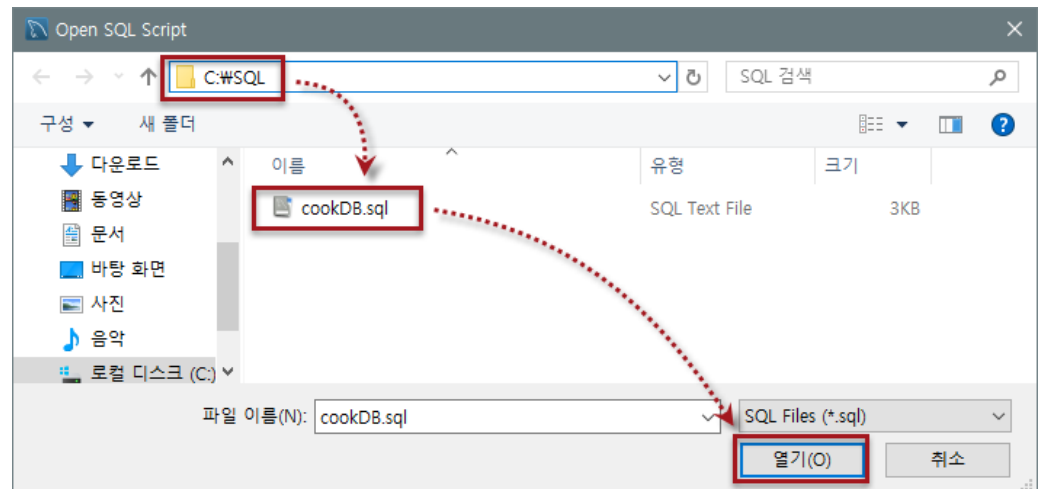 Open SQL Script
C:₩SQL
SQL 검색
구성
새 폴더
이름
유형
크기
다운로드
동영상
문서
바탕 화면
사진
음악
로컬 디스크 (C:)
cookDB.sql
SQL Text File
3KB
파일 이름(N):
cookDB.sql
SQL Files (*.sql)
열기(O)
취소